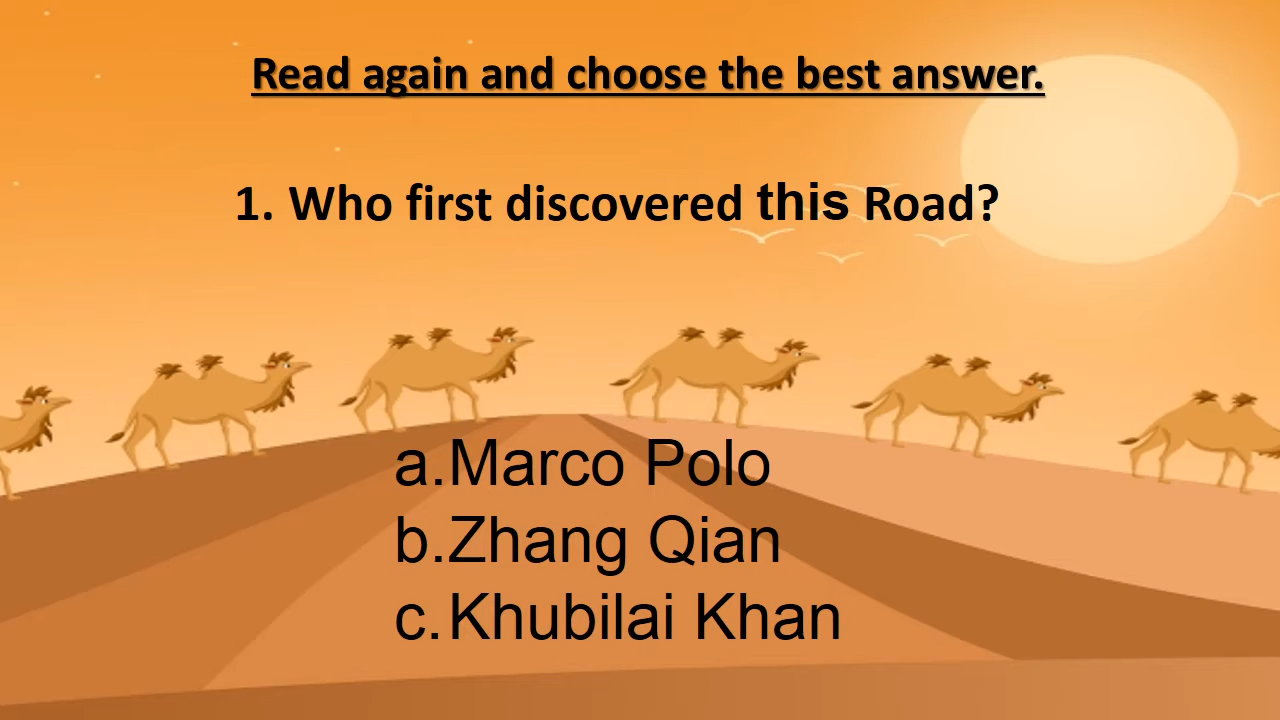 Read again and choose the best answer.
1. Who first discovered this Road?
a.Marco Polo
b.Zhang Qian
c.Khubilai Khan